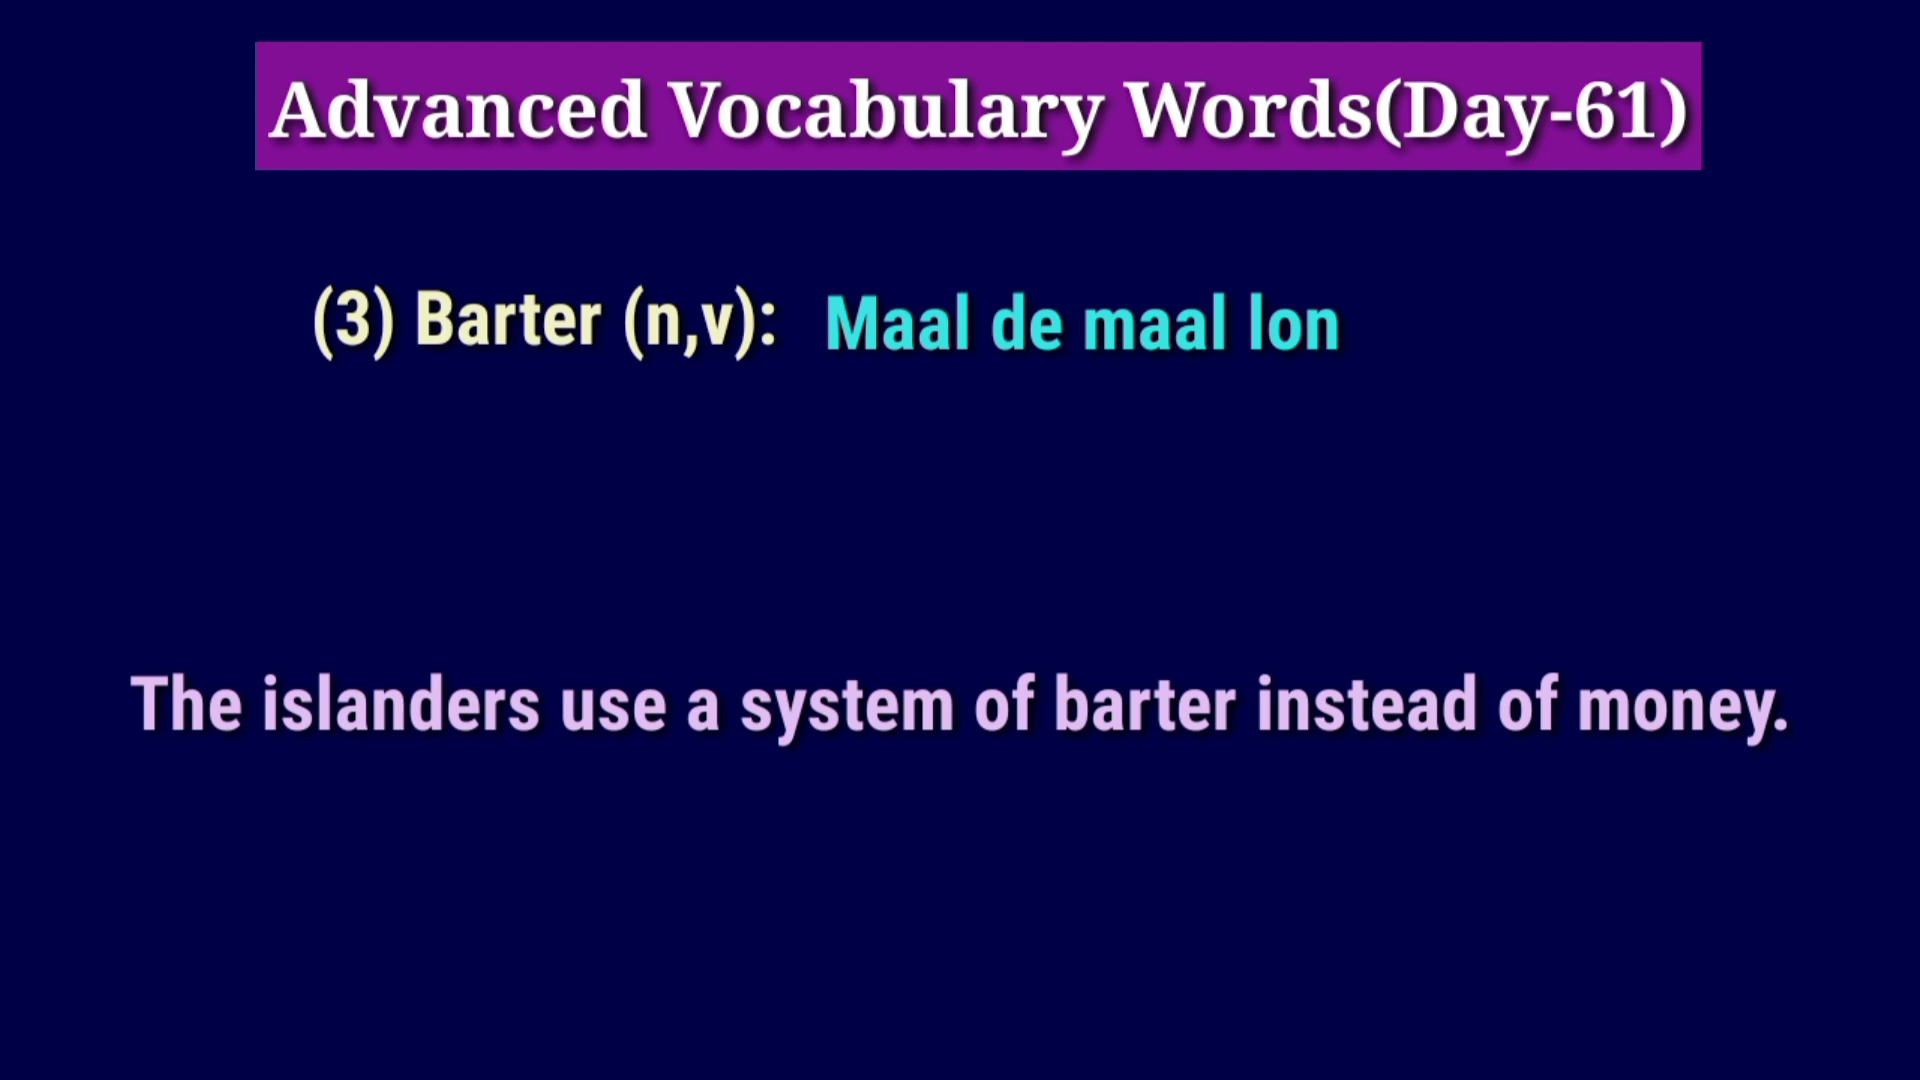 Advanced Vocabulary Words(Day-61)
(3) Barter (n,v): Maal de maal lon
The islanders use a system of barter instead of money.